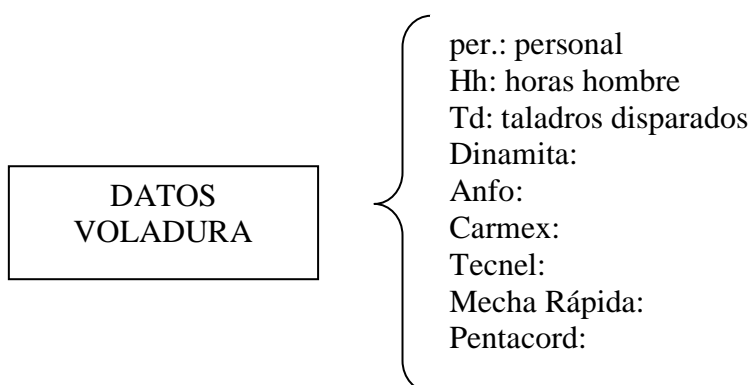 DATOS
VOLADURA
per.: personal
Hh: horas hombre
Td: taladros disparados
Dinamita:
Anfo:
Carmex:
Tecnel:
Mecha Rápida:
Pentacord: